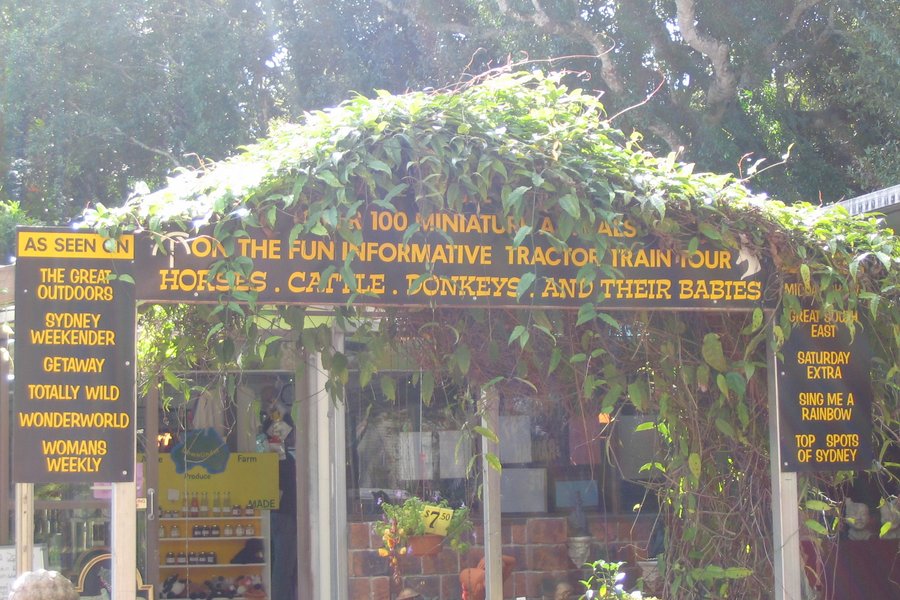 AS SEEN ON
THE GREAT
OUTDOORS
SYDNEY
WEEKENDER
GETAWAY
TOTALLY WILD
WONDERWORLD
WOMANS
WEEKLY
100 MINIATURE
ON THE FUN INFORMATIVE TRACTOR TRAIN TOUR
HORSES . CATTLE . DONKEYS . AND THEIR BABIES
GREAT SOUTH
EAST
SATURDAY
EXTRA
SING ME A
RAINBOW
TOP SPOTS
OF SYDNEY
Farm
Produce
MADE
$7.50